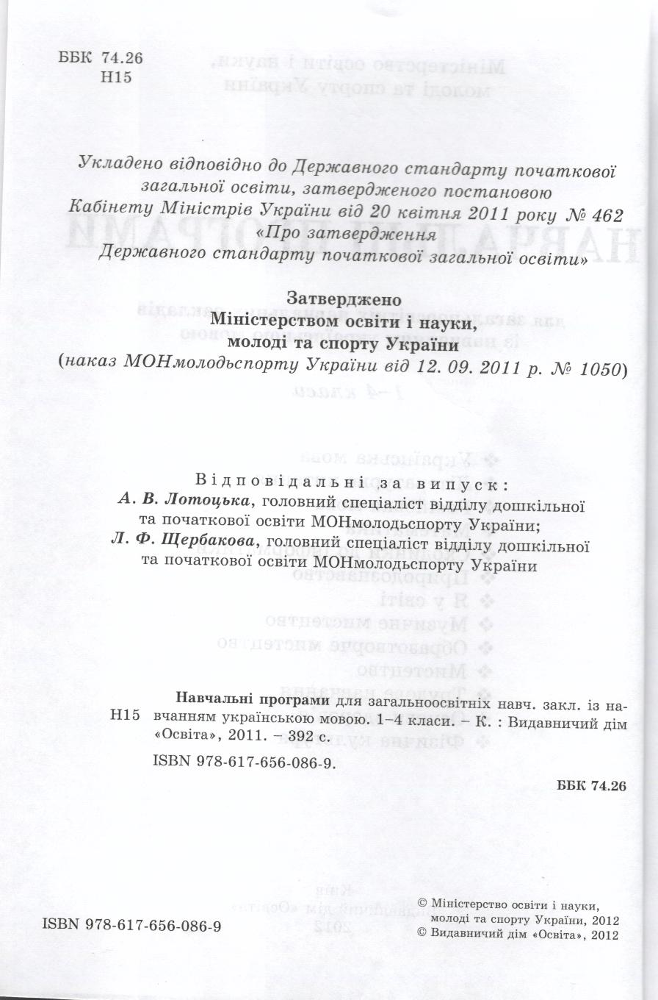 ББК 74.26
Н15
Укладено відповідно до Державного стандарту початкової
загальної освіти, затвердженого постановою
Кабінету Міністрів України від 20 квітня 2011 року № 462
«Про затвердження
Державного стандарту початкової загальної освіти»
Затверджено
Міністерством освіти і науки,
молоді та спорту України
(наказ МОНмолодьспорту України від 12. 09. 2011 р. № 1050)
Відповідальні за випуск:
А. В. Лотоцька, головний спеціаліст відділу дошкільної
та початкової освіти МОНмолодьспорту України;
Л. Ф. Щербакова, головний спеціаліст відділу дошкільної
та початкової освіти МОНмолодьспорту України
Навчальні програми для загальноосвітніх навч. закл. із на-
Н15 вчанням українською мовою. 1–4 класи. – К. : Видавничий дім
«Освіта», 2011. – 392 с.
ISBN 978-617-656-086-9.
ББК 74.26
ISBN 978-617-656-086-9
© Міністерство освіти і науки,
молоді та спорту України, 2012
© Видавничий дім «Освіта», 2012